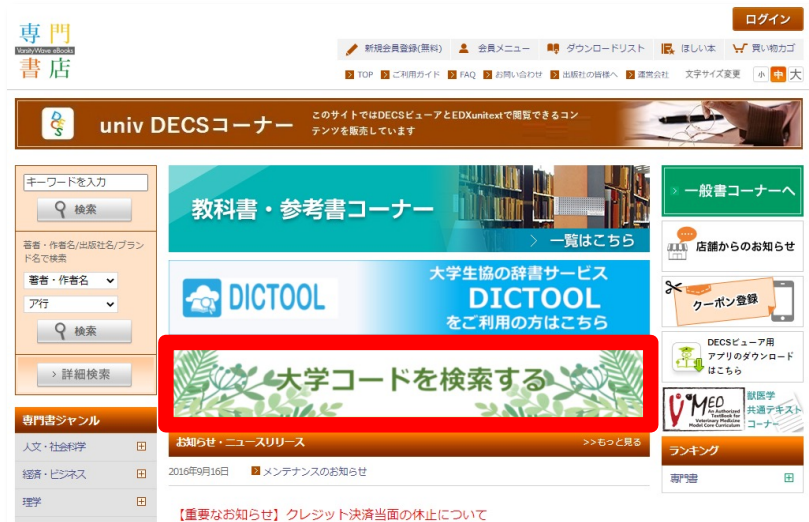 専門
VarsityWave eBooks
書店
ログイン
新規会員登録(無料) 会員メニュー ダウンロードリスト ほしい本 買い物カゴ
TOP ご利用ガイド FAQ お問い合わせ 出版社の皆様へ 運営会社 文字サイズ変更 小 中 大
univ DECSコーナー
このサイトではDECSビューアとEDXunitextで閲覧できるコン
テンツを販売しています
キーワードを入力
検索
著者・作者名/出版社名/ブラン
ド名で検索
著者・作者名
ア行
検索
詳細検索
専門書ジャンル
人文・社会科学
経済・ビジネス
理学
教科書・参考書コーナー
一覧はこちら
DICTOOL
大学生協の辞書サービス
DICTOOL
をご利用の方はこちら
大学コードを検索する
お知らせ・ニュースリリース >>もっと見る
2016年9月16日 メンテナンスのお知らせ
【重要なお知らせ】クレジット決済当面の休止について
一般書コーナーへ
店舗からのお知らせ
クーポン登録
DECSビューア用
アプリのダウンロード
はこちら
VMED
An Authorized
Textbook for
Veterinary Medicine
Model Core Curriculum
獣医学
共通テキスト
コーナー
ランキング
専門書